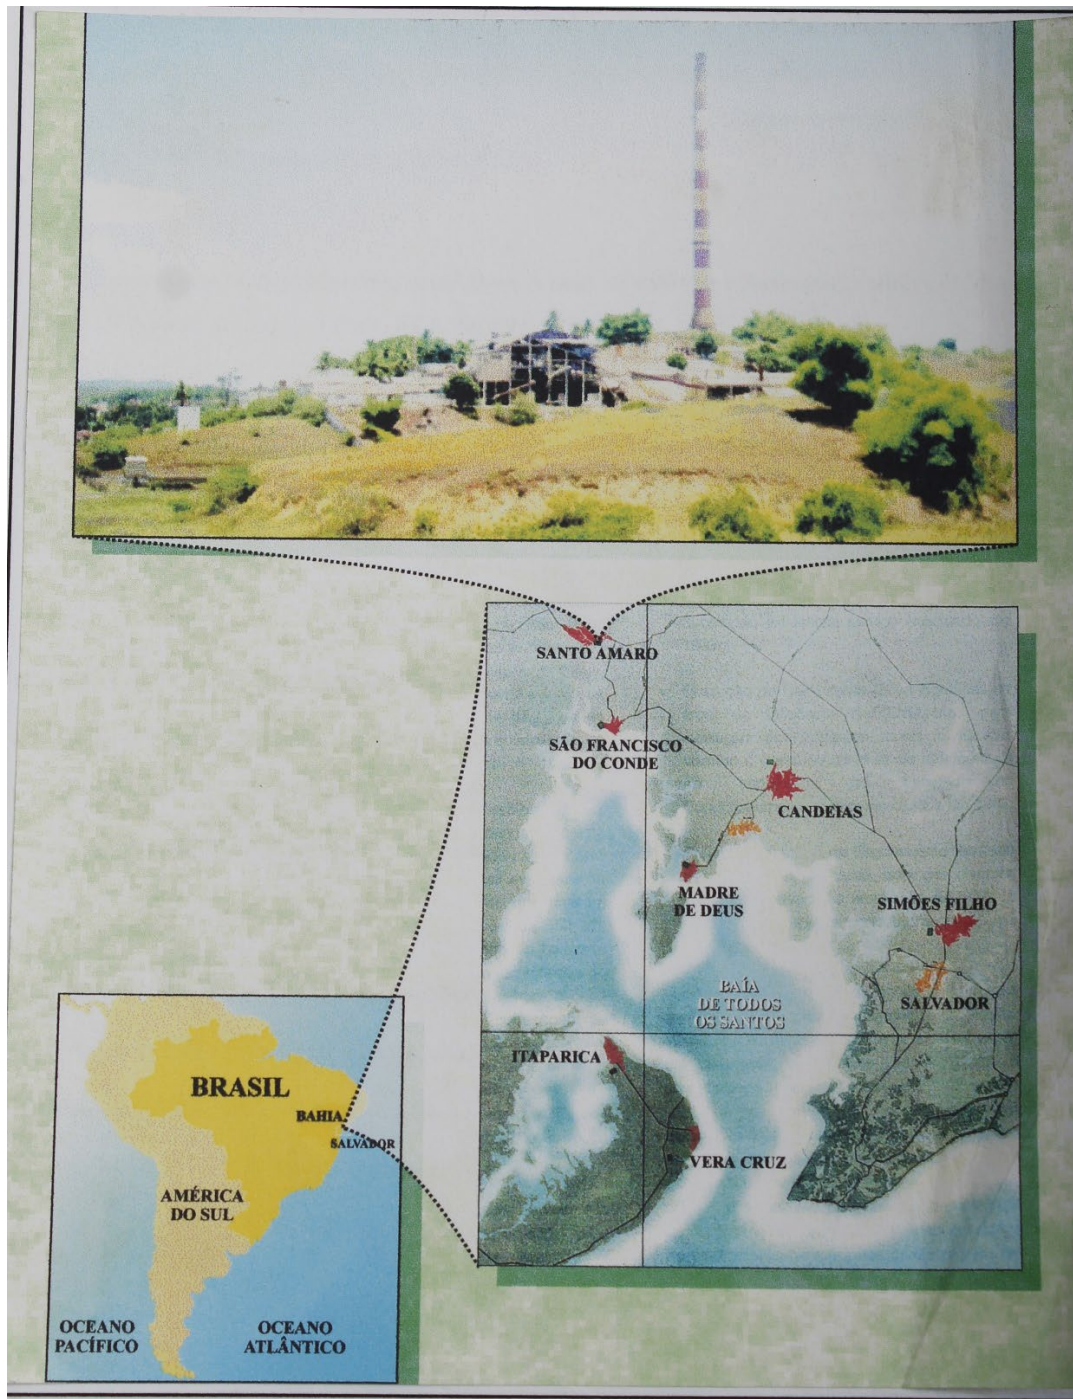 SANTO AMARO
SÃO FRANCISCO
DO CONDE
CANDEIAS
MADRE
DE DEUS
SIMÕES FILHO
BAÍA
DE TODOS
OS SANTOS
SALVADOR
ITAPARICA
VERA CRUZ
BRASIL
BAHIA
SALVADOR
AMÉRICA
DO SUL
OCEANO
PACÍFICO
OCEANO
ATLÂNTICO